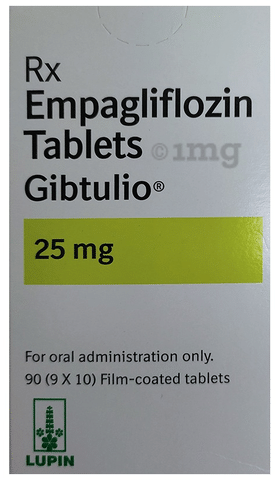 Rx
Empagliflozin
Tablets ©1mg
Gibtulio®
25 mg
For oral administration only.
90 (9 X 10) Film-coated tablets
LUPIN